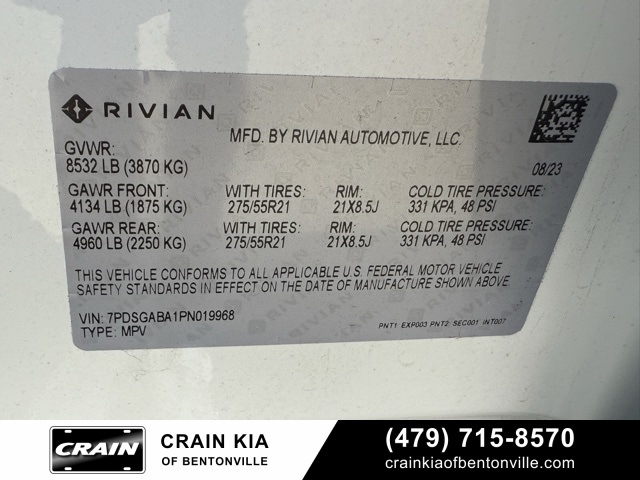 RIVIAN
MFD. BY RIVIAN AUTOMOTIVE, LLC.
GVWR:
8532 LB (3870 KG)
08/23
GAWR FRONT: WITH TIRES: RIM: COLD TIRE PRESSURE:
4134 LB (1875 KG) 275/55R21 21X8.5J 331 KPA, 48 PSI
GAWR REAR: WITH TIRES: RIM: COLD TIRE PRESSURE:
4960 LB (2250 KG) 275/55R21 21X8.5J 331 KPA, 48 PSI
THIS VEHICLE CONFORMS TO ALL APPLICABLE U.S. FEDERAL MOTOR VEHICLE
SAFETY STANDARDS IN EFFECT ON THE DATE OF MANUFACTURE SHOWN ABOVE.
VIN: 7PDSGABA1PN019968
TYPE: MPV
PNT1: EXP003 PNT2: SEC001 INT007
CRAIN
CRAIN KIA
OF BENTONVILLE
(479) 715-8570
crainkiaofbentonville.com